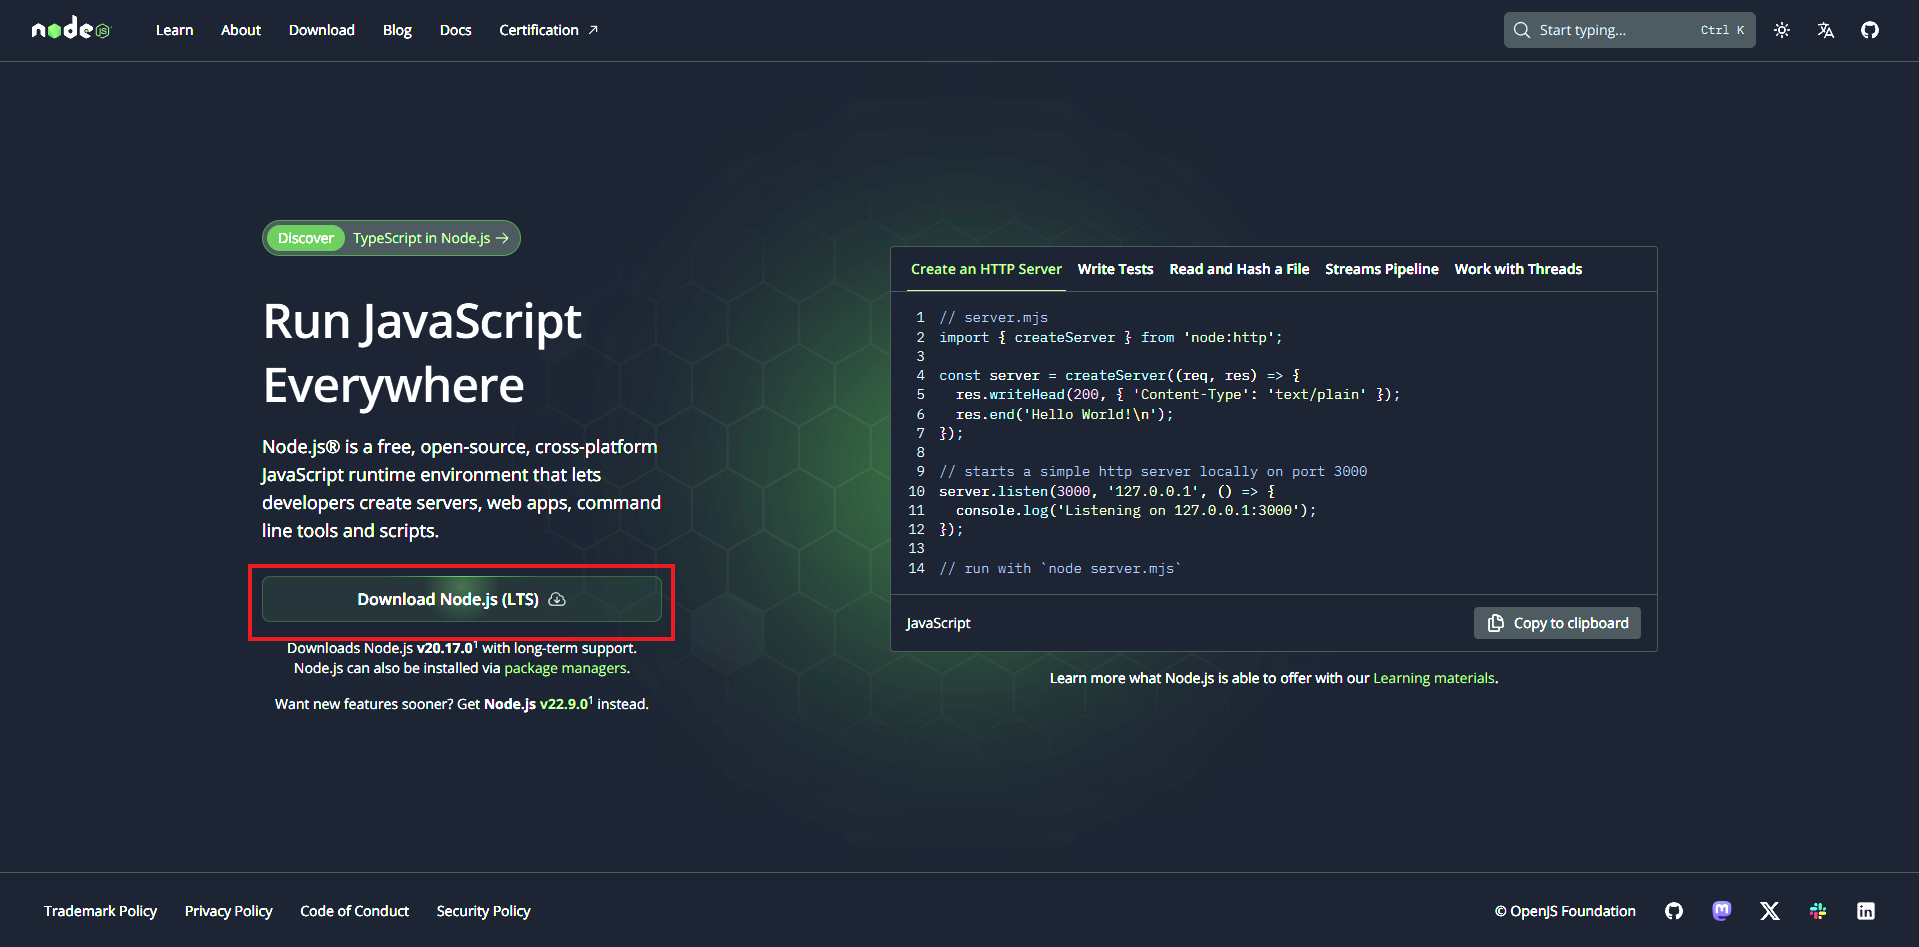 node JS
Learn About Download Blog Docs Certification
Start typing... Ctrl K
Discover TypeScript in Node.js →
Run JavaScript
Everywhere
Node.js® is a free, open-source, cross-platform
JavaScript runtime environment that lets
developers create servers, web apps, command
line tools and scripts.
Download Node.js (LTS)
Downloads Node.js v20.17.0¹ with long-term support.
Node.js can also be installed via package managers.
Want new features sooner? Get Node.js v22.9.0¹ instead.
Create an HTTP Server Write Tests Read and Hash a File Streams Pipeline Work with Threads
1 // server.mjs
2 import { createServer } from 'node:http';
3
4 const server = createServer((req, res) => {
5 res.writeHead(200, { 'Content-Type': 'text/plain' });
6 res.end('Hello World!\n');
7 });
8
9 // starts a simple http server locally on port 3000
10 server.listen(3000, '127.0.0.1', () => {
11 console.log('Listening on 127.0.0.1:3000');
12 });
13
14 // run with `node server.mjs`
JavaScript
Copy to clipboard
Learn more what Node.js is able to offer with our Learning materials.
Trademark Policy Privacy Policy Code of Conduct Security Policy
© OpenJS Foundation